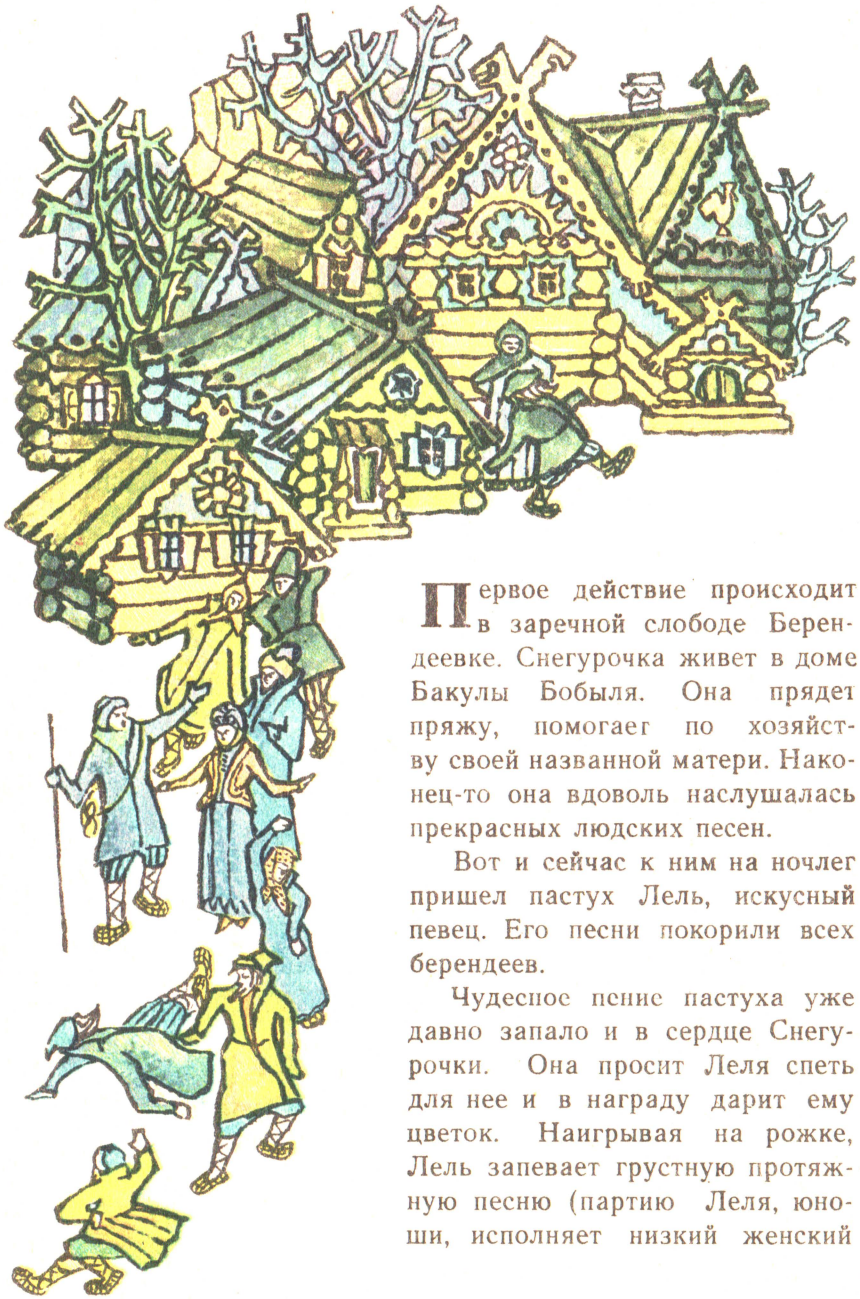 Первое действие происходит
в заречной слободе Берен-
деевке. Снегурочка живет в доме
Бакулы Бобыля. Она прядет
пряжу, помогает по хозяйст-
ву своей названной матери. Нако-
нец-то она вдоволь наслушалась
прекрасных людских песен.
Вот и сейчас к ним на ночлег
пришел пастух Лель, искусный
певец. Его песни покорили всех
берендеев.
Чудесное пение пастуха уже
давно запало и в сердце Снегу-
рочки. Она просит Леля спеть
для нее и в награду дарит ему
цветок. Наигрывая на рожке,
Лель запевает грустную протяж-
ную песню (партию Леля, юно-
ши, исполняет низкий женский